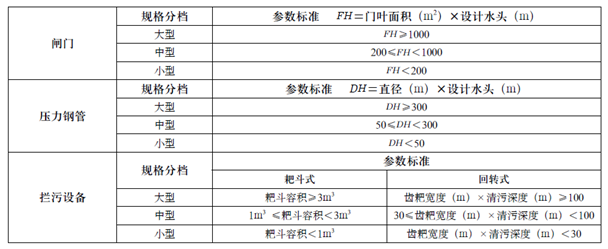 闸门
规格分档 参数标准 FH=门叶面积（m²）×设计水头（m）
大型 FH≥1000
中型 200≤FH<1000
小型 FH<200
压力钢管
规格分档 参数标准 DH=直径（m）×设计水头（m）
大型 DH≥300
中型 50≤DH<300
小型 DH<50
拦污设备
规格分档 参数标准
耙斗式 回转式
大型 耙斗容积≥3m³ 齿耙宽度（m）×清污深度（m）≥100
中型 1m³ ≤耙斗容积<3m³ 30≤齿耙宽度（m）×清污深度（m）<100
小型 耙斗容积<1m³ 齿耙宽度（m）×清污深度（m）<30